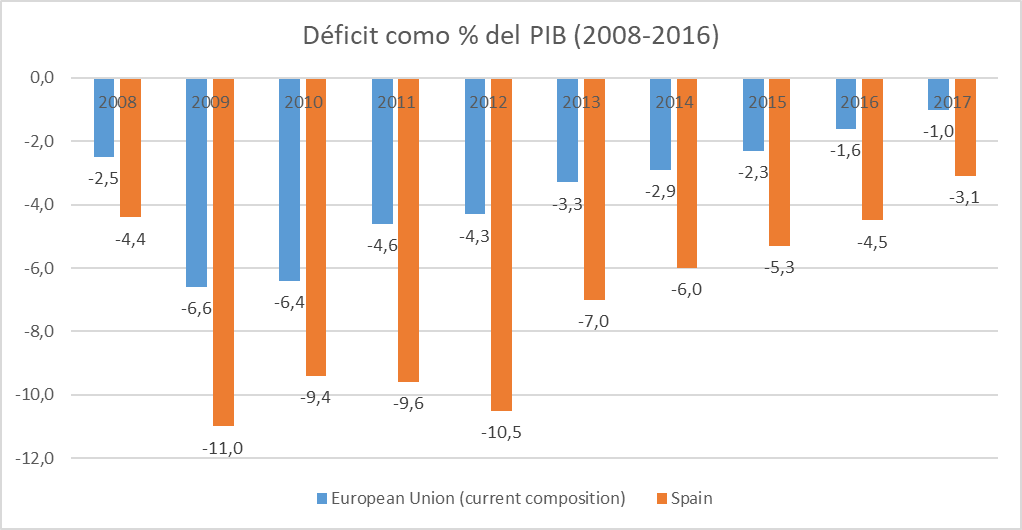 Déficit como % del PIB (2008-2016)
0,0
-2,0
-4,0
-6,0
-8,0
-10,0
-12,0
2008 2009 2010 2011 2012 2013 2014 2015 2016 2017
-2,5 -6,6 -6,4 -4,6 -4,3 -3,3 -2,9 -2,3 -1,6 -1,0
-4,4 -11,0 -9,4 -9,6 -10,5 -7,0 -6,0 -5,3 -4,5 -3,1
European Union (current composition) Spain